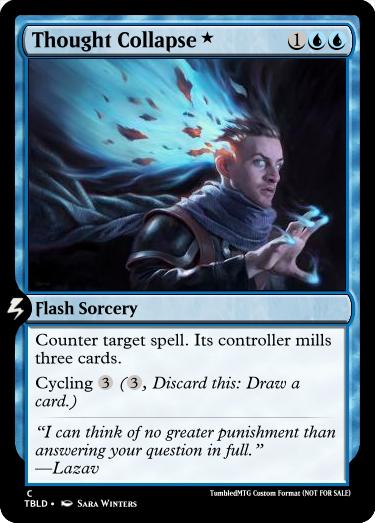 Thought Collapse★ 1
Flash Sorcery
Counter target spell. Its controller mills
three cards.
Cycling 3 (3, Discard this: Draw a
card.)
“I can think of no greater punishment than
answering your question in full.”
—Lazav
C
TBLD • Sara Winters
TumbledMTG Custom Format (NOT FOR SALE)